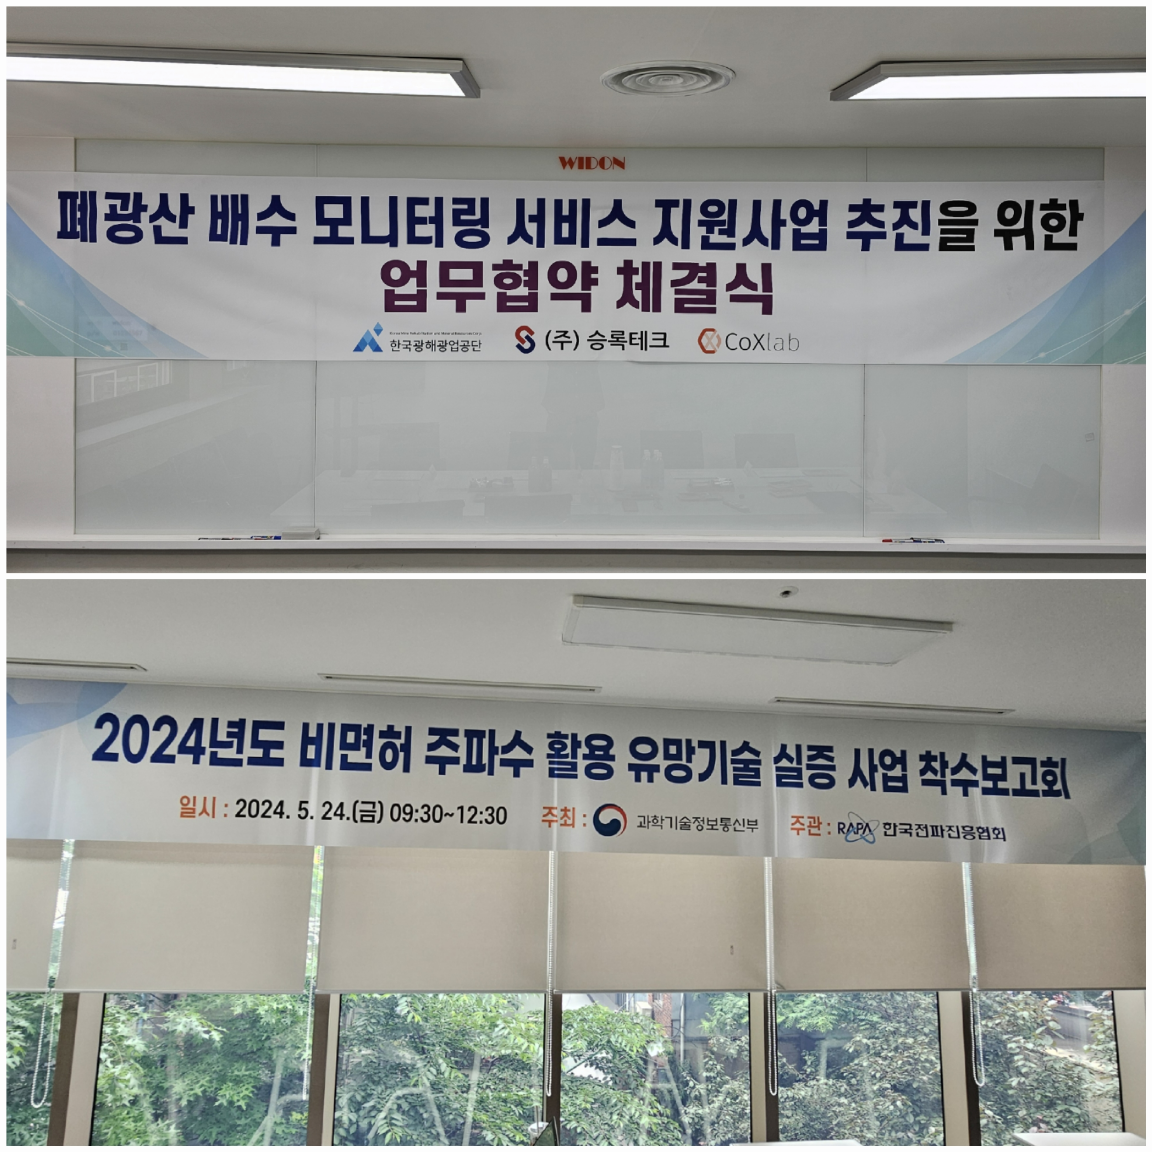 WIDON
폐광산 배수 모니터링 서비스 지원사업 추진을 위한
업무협약 체결식
한국광해광업공단 (주) 승록테크 CoXlab
2024년도 비면허 주파수 활용 유망기술 실증 사업 착수보고회
일시 : 2024. 5. 24.(금) 09:30~12:30 주최 : 과학기술정보통신부 주관 : RAPA 한국전파진흥협회